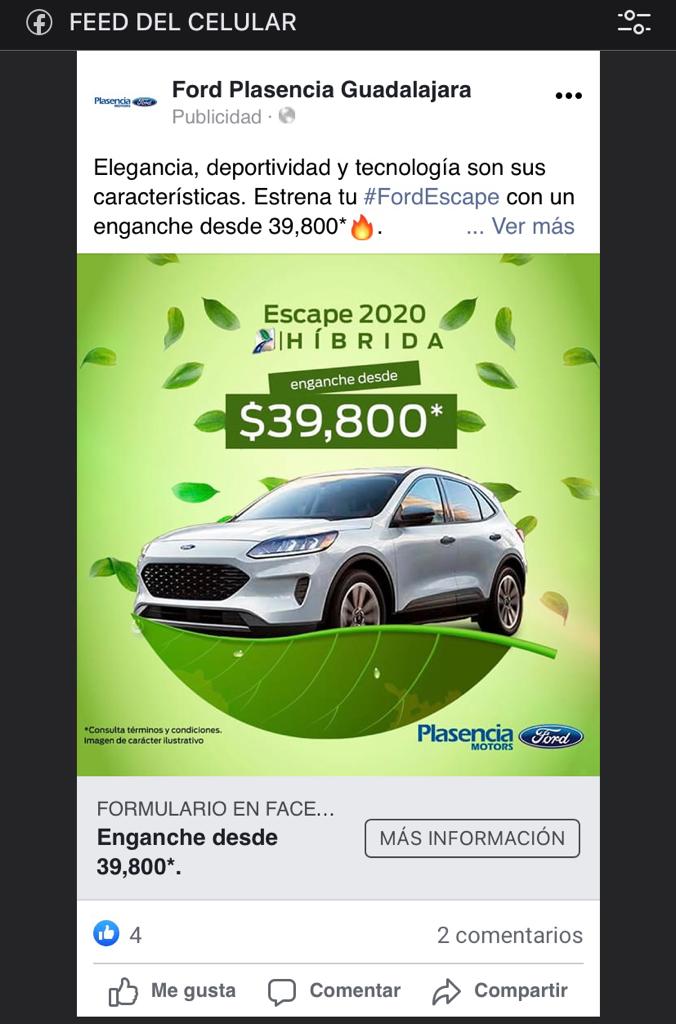 FEED DEL CELULAR
Plasencia MOTORS Ford
Ford Plasencia Guadalajara
Publicidad ·
Elegancia, deportividad y tecnología son sus
características. Estrena tu #FordEscape con un
enganche desde 39,800*🔥. ... Ver más
Escape 2020
HÍBRIDA
enganche desde
$39,800*
*Consulta términos y condiciones.
Imagen de carácter ilustrativo
Plasencia MOTORS Ford
FORMULARIO EN FACE...
Enganche desde
39,800*.
MÁS INFORMACIÓN
4
2 comentarios
Me gusta
Comentar
Compartir